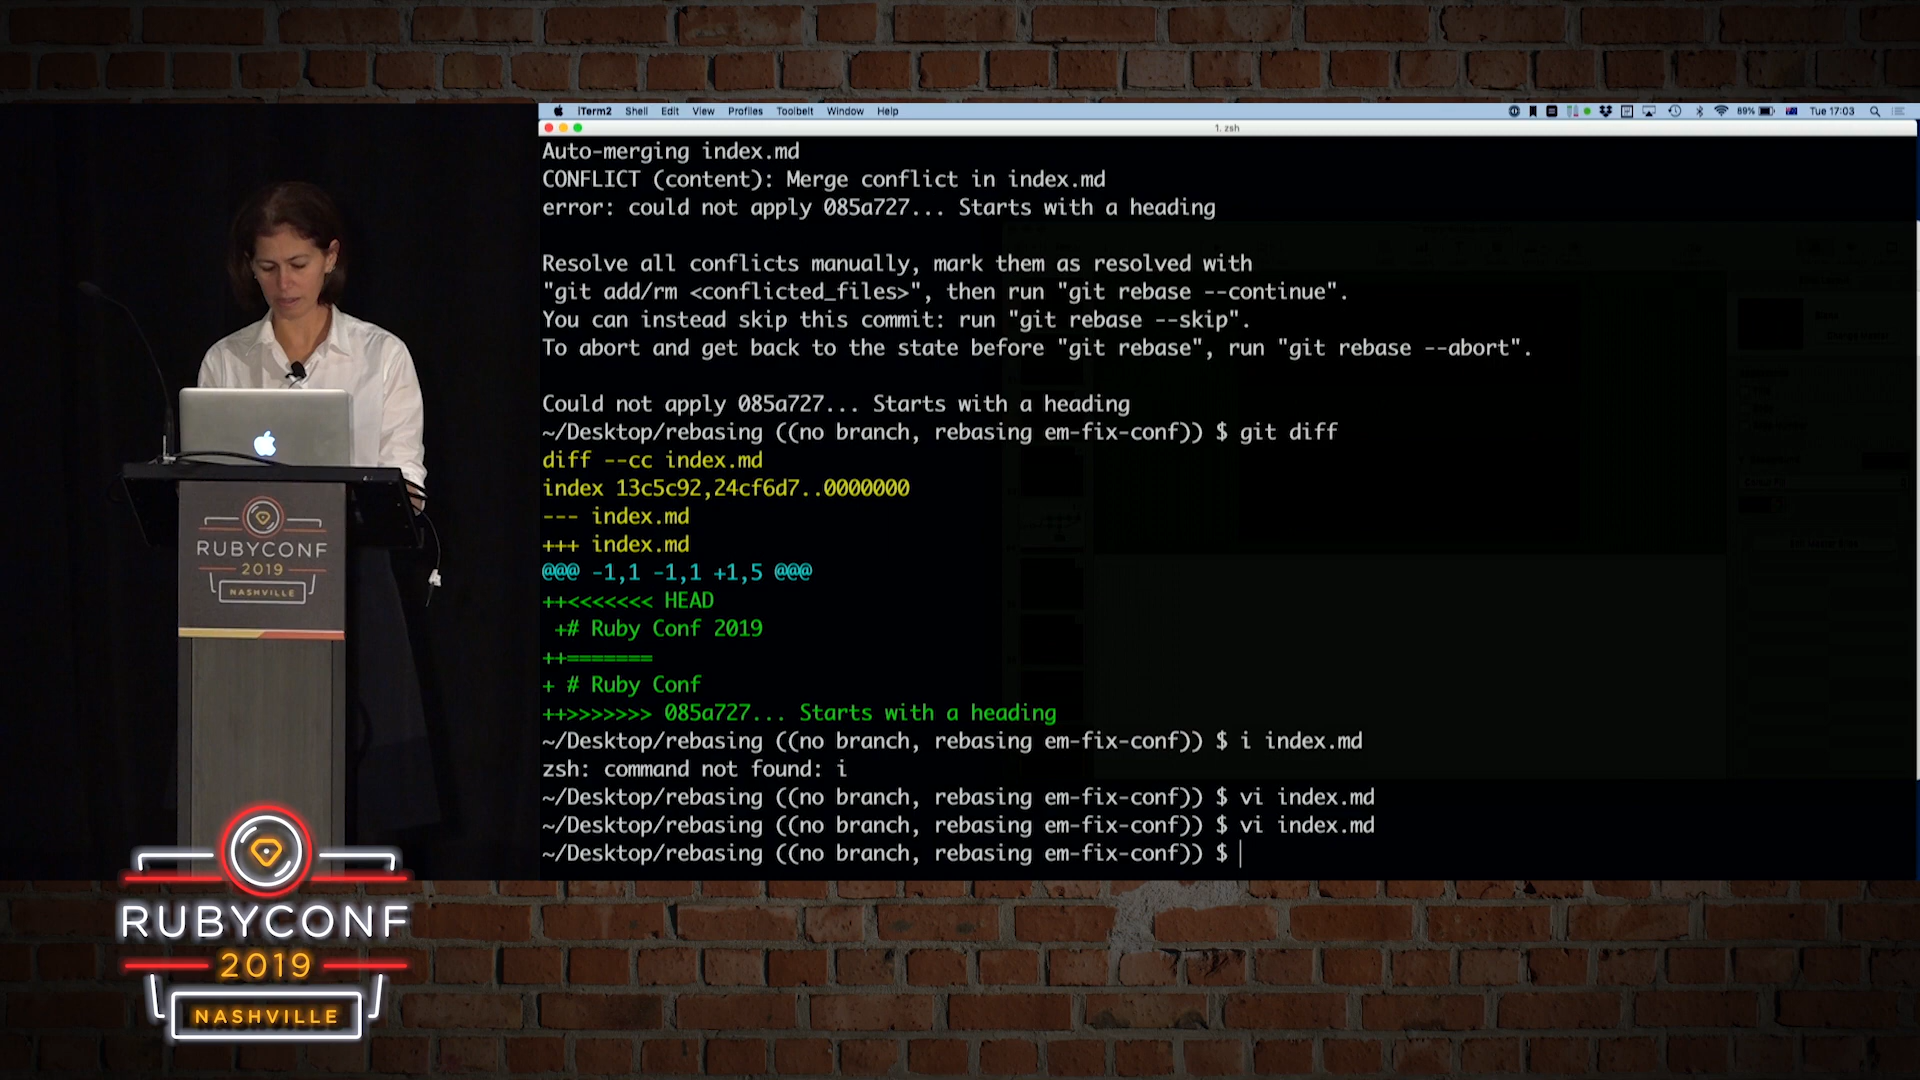 iTerm2 Shell Edit View Profiles Toolbelt Window Help 89% Tue 17:03
1. zsh
Auto-merging index.md
CONFLICT (content): Merge conflict in index.md
error: could not apply 085a727... Starts with a heading
Resolve all conflicts manually, mark them as resolved with
"git add/rm <conflicted_files>", then run "git rebase --continue".
You can instead skip this commit: run "git rebase --skip".
To abort and get back to the state before "git rebase", run "git rebase --abort".
Could not apply 085a727... Starts with a heading
~/Desktop/rebasing ((no branch, rebasing em-fix-conf)) $ git diff
diff --cc index.md
index 13c5c92,24cf6d7..0000000
--- index.md
+++ index.md
@@@ -1,1 -1,1 +1,5 @@@
++<<<<<<< HEAD
 +# Ruby Conf 2019
++=======
+ # Ruby Conf
++>>>>>>> 085a727... Starts with a heading
~/Desktop/rebasing ((no branch, rebasing em-fix-conf)) $ i index.md
zsh: command not found: i
~/Desktop/rebasing ((no branch, rebasing em-fix-conf)) $ vi index.md
~/Desktop/rebasing ((no branch, rebasing em-fix-conf)) $ vi index.md
~/Desktop/rebasing ((no branch, rebasing em-fix-conf)) $
RUBYCONF
2019
NASHVILLE
RUBYCONF
2019
NASHVILLE